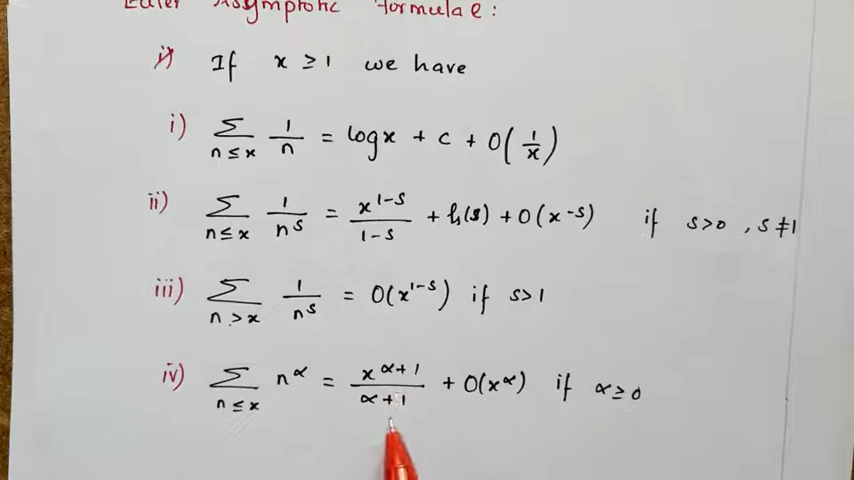 Euler Asymptotic formulae:
i) If x ≥ 1 we have
i) Σ_{n≤x} 1/n = log x + c + O(1/x)
ii) Σ_{n≤x} 1/n^s = x^{1-s}/(1-s) + ℏ(s) + O(x^{-s}) if s>0, s≠1
iii) Σ_{n>x} 1/n^s = O(x^{1-s}) if s>1
iv) Σ_{n≤x} n^α = x^{α+1}/(α+1) + O(x^α) if α≥0